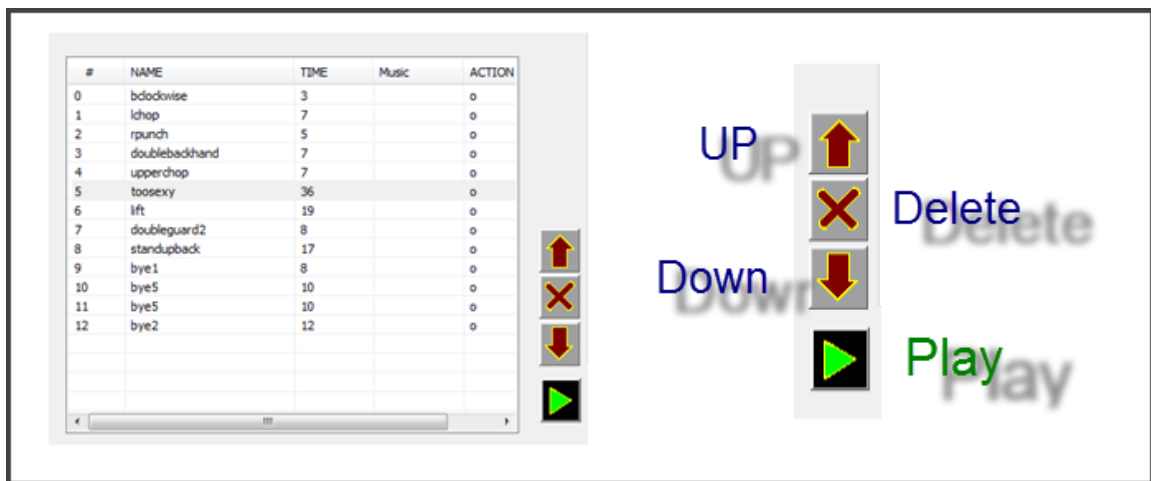 # NAME TIME Music ACTION
0 bclockwise 3 o
1 lchop 7 o
2 rpunch 5 o
3 doublebackhand 7 o
4 upperchop 7 o
5 toosexy 36 o
6 lift 19 o
7 doubleguard2 8 o
8 standupback 17 o
9 bye1 8 o
10 bye5 10 o
11 bye5 10 o
12 bye2 12 o
UP
Delete
Down
Play